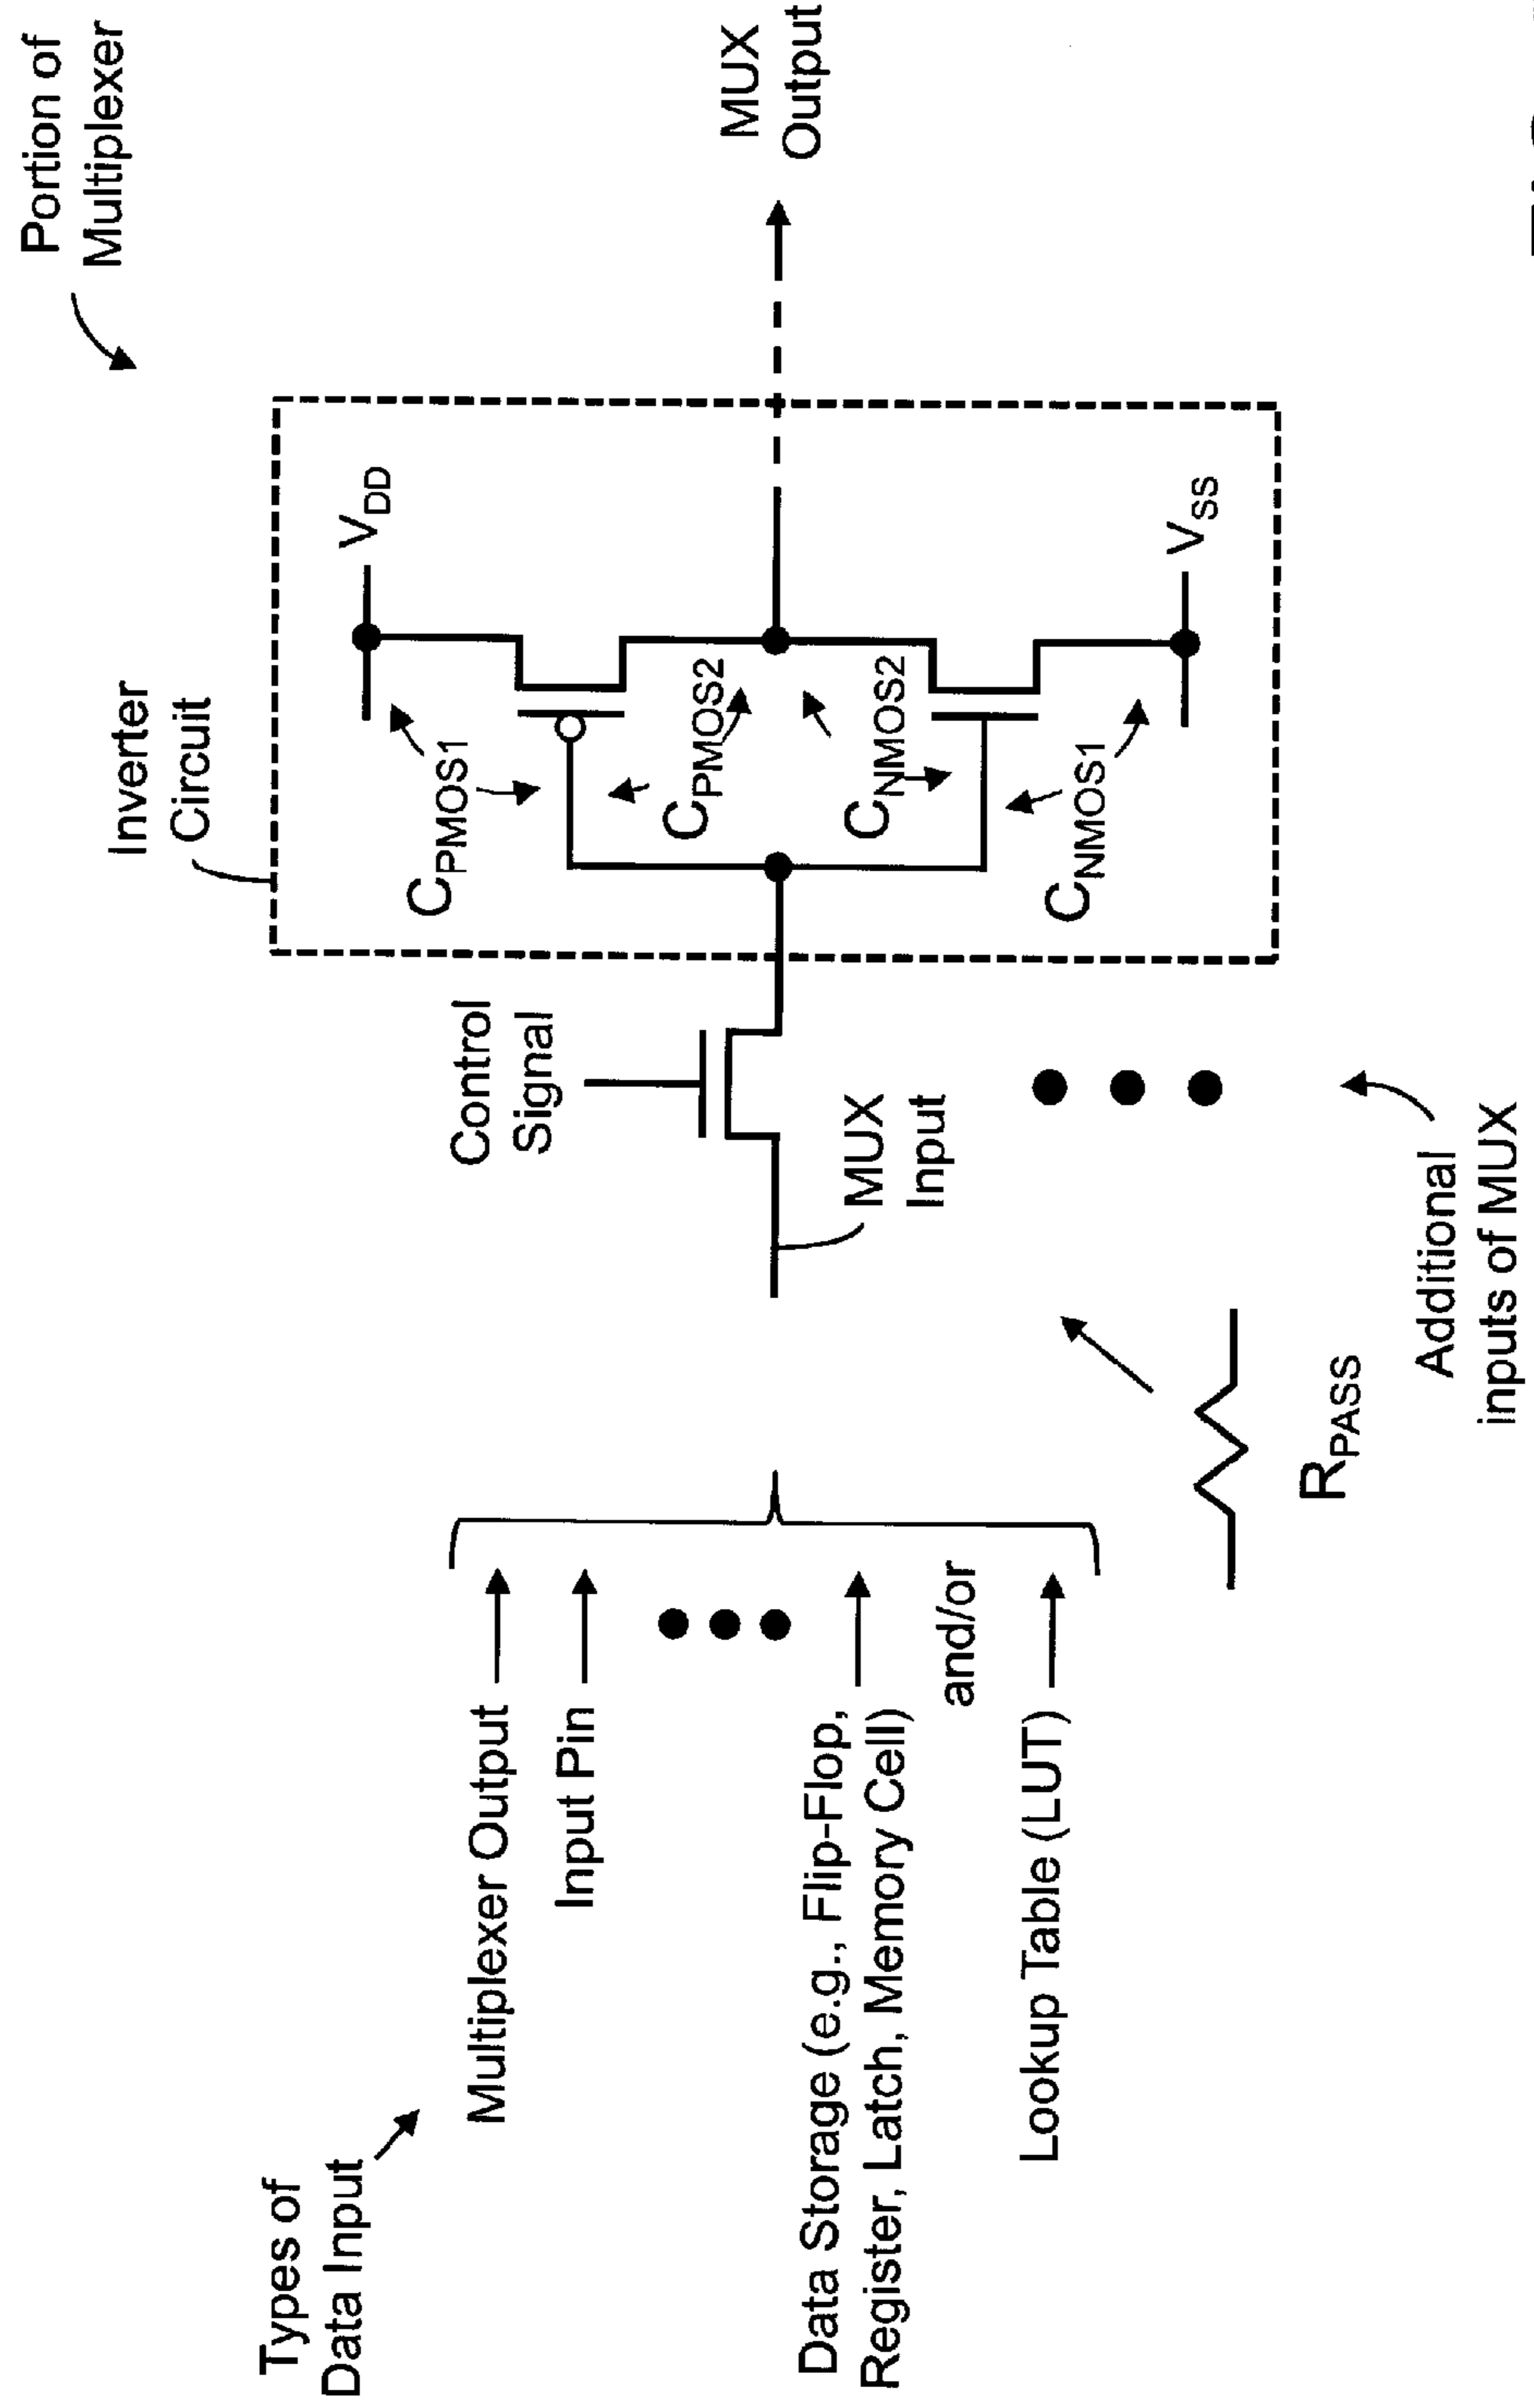 Portion of
Multiplexer
Inverter
Circuit
Types of
Data Input
Control
Signal
V_DD
C_PMOS1
C_PMOS2
C_NMOS2
C_NMOS1
V_SS
MUX
Output
Multiplexer Output
Input Pin
Data Storage (e.g., Flip-Flop,
Register, Latch, Memory Cell)
and/or
Lookup Table (LUT)
MUX
Input
R_PASS
Additional
inputs of MUX